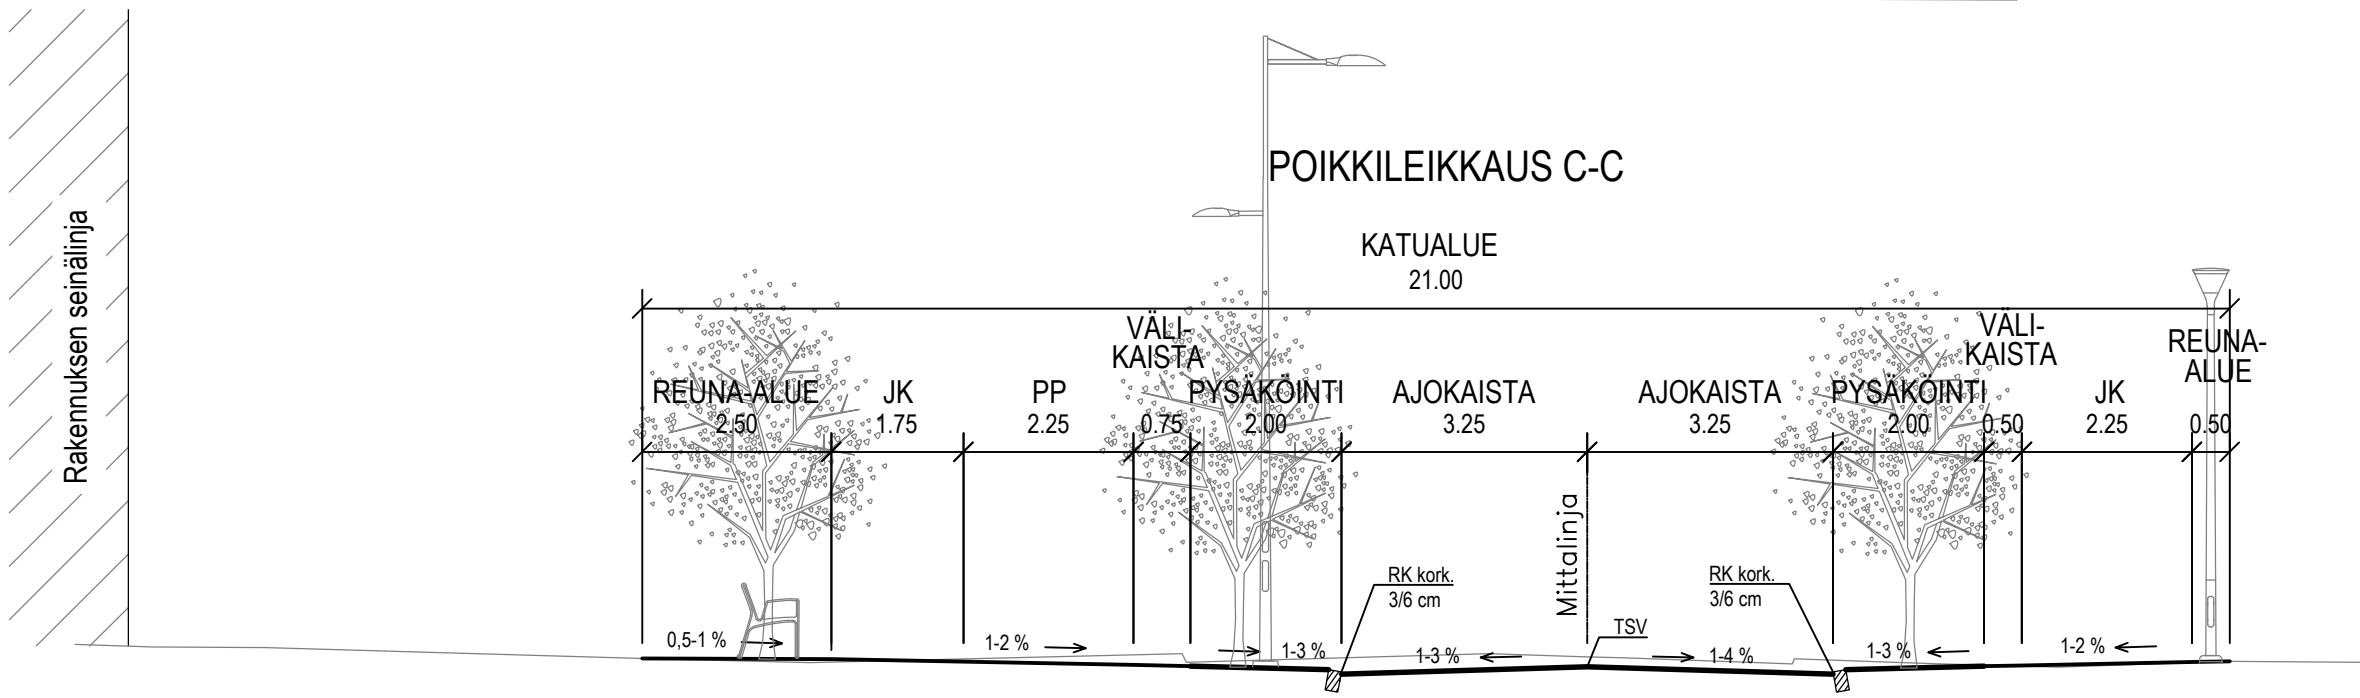 POIKKILEIKKAUS C-C
KATUALUE
21.00
Rakennuksen seinälinja
REUNA-ALUE
2.50
JK
1.75
PP
2.25
VÄLI-
KAISTA
0.75
PYSÄKÖINTI
2.00
AJOKAISTA
3.25
AJOKAISTA
3.25
PYSÄKÖINTI
2.00
VÄLI-
KAISTA
0.50
JK
2.25
REUNA-
ALUE
0.50
Mittalinja
RK kork.
3/6 cm
RK kork.
3/6 cm
TSV
0,5-1 %
1-2 %
1-3 %
1-3 %
1-4 %
1-3 %
1-2 %